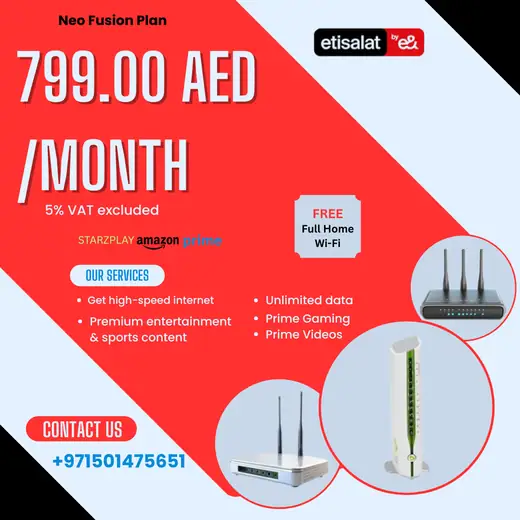 Neo Fusion Plan
etisalat by e&
799.00 AED
/MONTH
5% VAT excluded
STARZPLAY amazon prime
FREE
Full Home
Wi-Fi
OUR SERVICES
Get high-speed internet
Premium entertainment
& sports content
Unlimited data
Prime Gaming
Prime Videos
CONTACT US
+971501475651